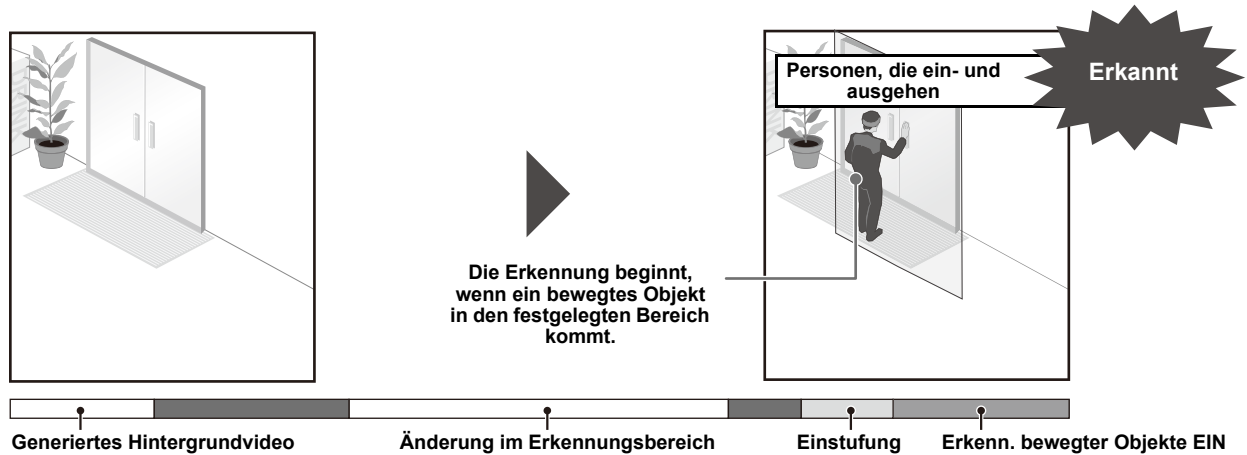 Personen, die ein- und
ausgehen
Erkannt
Die Erkennung beginnt,
wenn ein bewegtes Objekt
in den festgelegten Bereich
kommt.
Generiertes Hintergrundvideo
Änderung im Erkennungsbereich
Einstufung
Erkenn. bewegter Objekte EIN